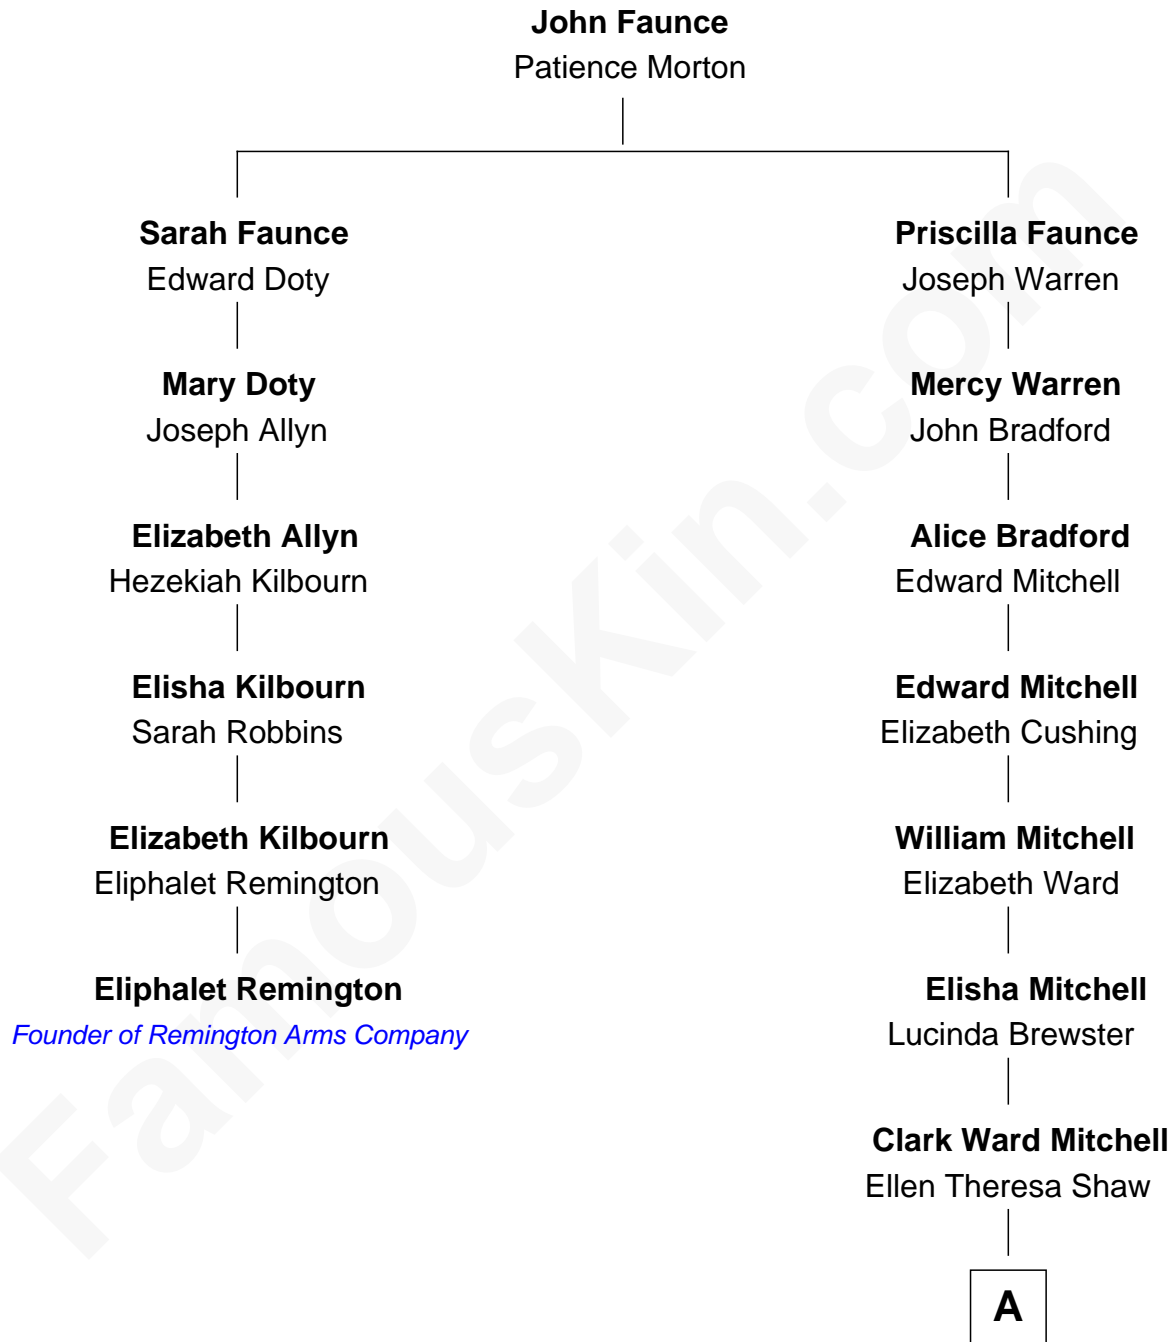 John Faunce
Patience Morton
Sarah Faunce
Edward Doty
Mary Doty
Joseph Allyn
Elizabeth Allyn
Hezekiah Kilbourn
Elisha Kilbourn
Sarah Robbins
Elizabeth Kilbourn
Eliphalet Remington
Eliphalet Remington
Founder of Remington Arms Company
Priscilla Faunce
Joseph Warren
Mercy Warren
John Bradford
Alice Bradford
Edward Mitchell
Edward Mitchell
Elizabeth Cushing
William Mitchell
Elizabeth Ward
Elisha Mitchell
Lucinda Brewster
Clark Ward Mitchell
Ellen Theresa Shaw
A
FamousKin.com